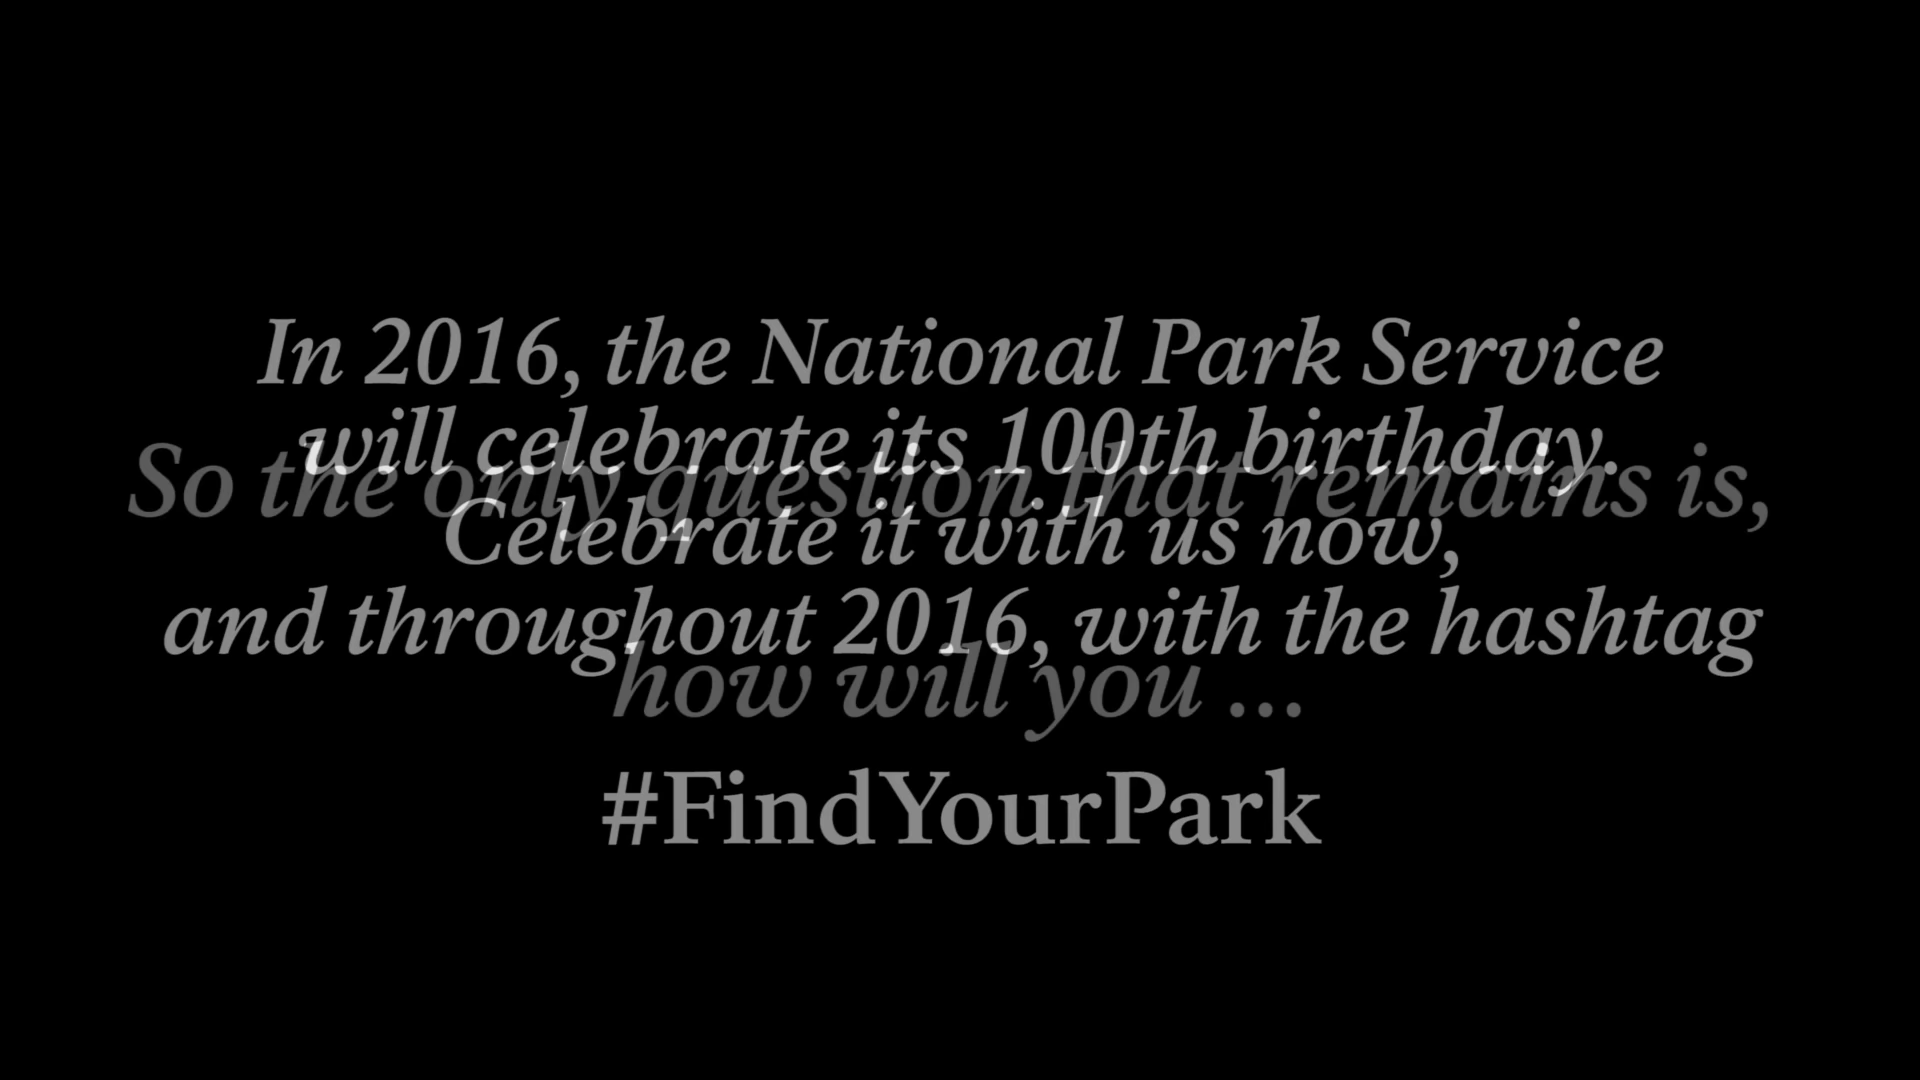 In 2016, the National Park Service
will celebrate its 100th birthday.
So the only question that remains is,
Celebrate it with us now,
and throughout 2016, with the hashtag
how will you ...
#FindYourPark